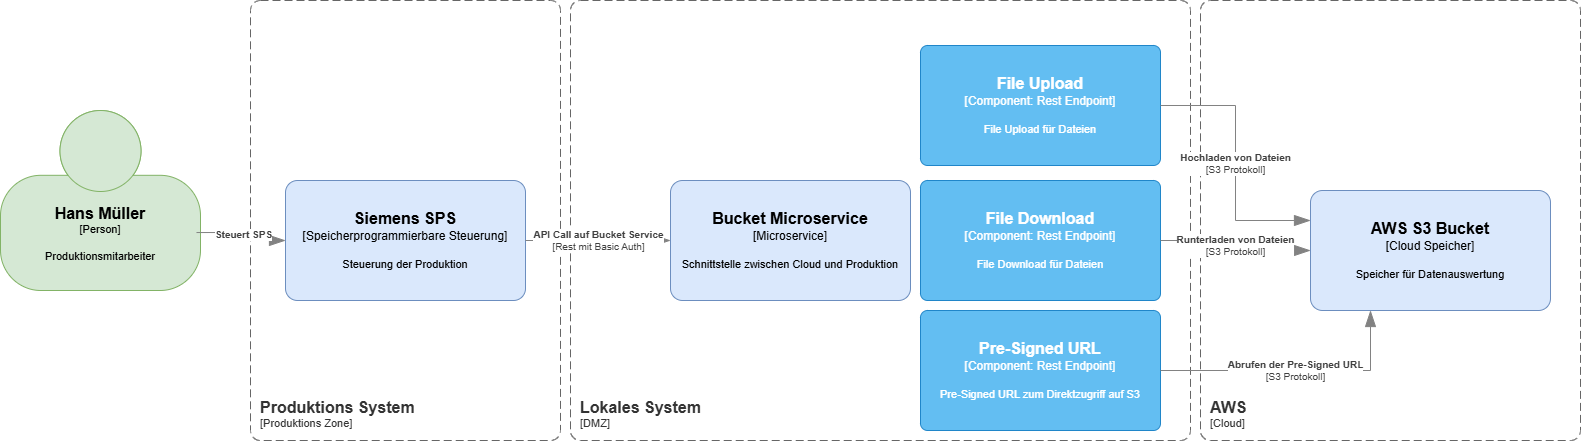 Hans Müller
[Person]
Produktionsmitarbeiter
Steuert SPS
Siemens SPS
[Speicherprogrammierbare Steuerung]
Steuerung der Produktion
Produktions System
[Produktions Zone]
API Call auf Bucket Service
[Rest mit Basic Auth]
Bucket Microservice
[Microservice]
Schnittstelle zwischen Cloud und Produktion
Lokales System
[DMZ]
File Upload
[Component: Rest Endpoint]
File Upload für Dateien
File Download
[Component: Rest Endpoint]
File Download für Dateien
Pre-Signed URL
[Component: Rest Endpoint]
Pre-Signed URL zum Direktzugriff auf S3
Hochladen von Dateien
[S3 Protokoll]
Runterladen von Dateien
[S3 Protokoll]
Abrufen der Pre-Signed URL
[S3 Protokoll]
AWS S3 Bucket
[Cloud Speicher]
Speicher für Datenauswertung
AWS
[Cloud]